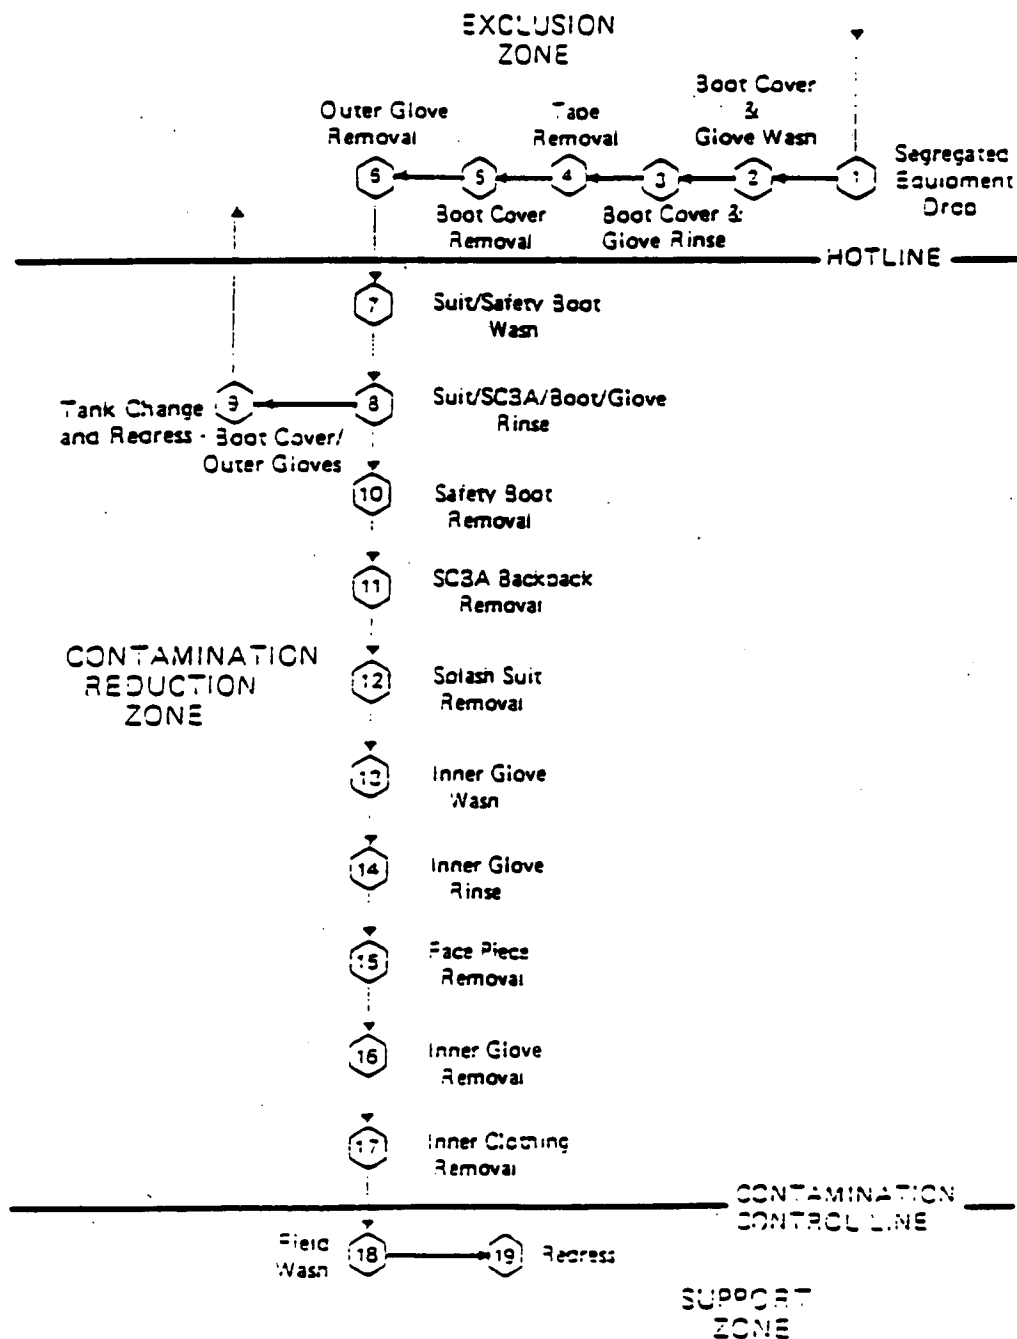 EXCLUSION
ZONE
Boot Cover
&
Glove Wash
Tape
Removal
Outer Glove
Removal
Segregated
Equipment
Drop
6
5
4
3
2
1
Boot Cover
Removal
Boot Cover &
Glove Rinse
HOTLINE
7
Suit/Safety Boot
Wash
9
8
Suit/SCBA/Boot/Glove
Rinse
Tank Change
and Redress - Boot Cover/
Outer Gloves
10
Safety Boot
Removal
11
SCBA Backpack
Removal
CONTAMINATION
REDUCTION
ZONE
12
Splash Suit
Removal
13
Inner Glove
Wash
14
Inner Glove
Rinse
15
Face Piece
Removal
16
Inner Glove
Removal
17
Inner Clothing
Removal
CONTAMINATION
CONTROL LINE
Field
Wash
18
19
Redress
SUPPORT
ZONE